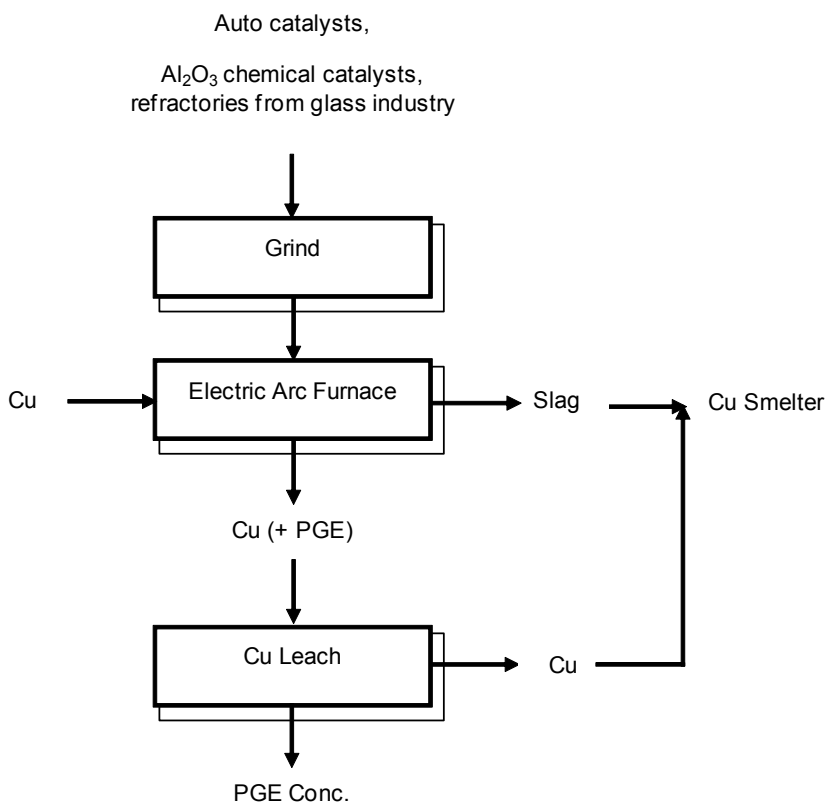 Auto catalysts,
Al₂O₃ chemical catalysts,
refractories from glass industry
Grind
Cu
Electric Arc Furnace
Slag
Cu Smelter
Cu (+ PGE)
Cu Leach
Cu
PGE Conc.